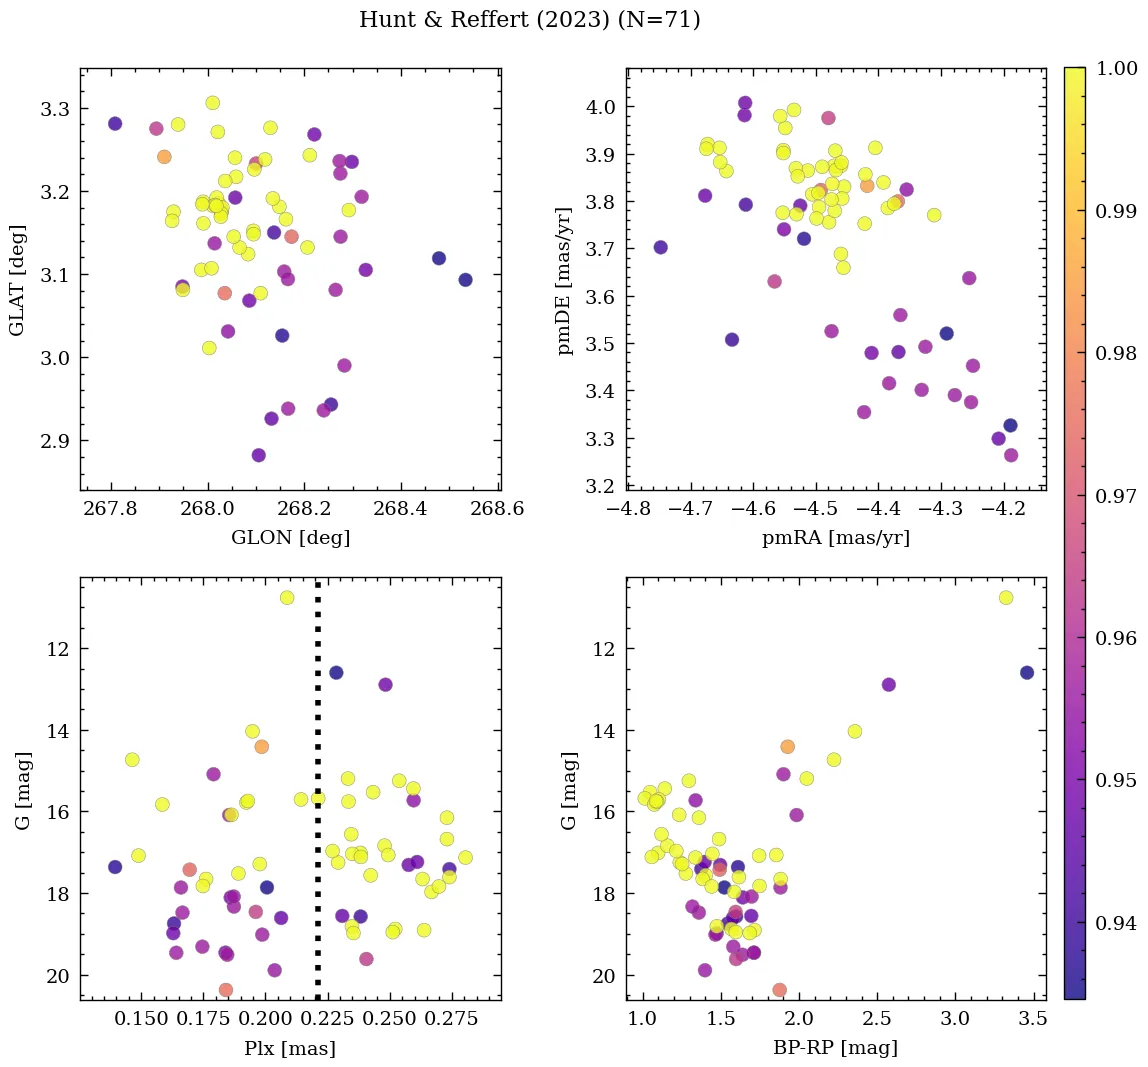 Hunt & Reffert (2023) (N=71)
3.3
3.2
3.1
3.0
2.9
GLAT [deg]
267.8 268.0 268.2 268.4 268.6
GLON [deg]
4.0
3.9
3.8
3.7
3.6
3.5
3.4
3.3
3.2
pmDE [mas/yr]
−4.8 −4.7 −4.6 −4.5 −4.4 −4.3 −4.2
pmRA [mas/yr]
12
14
16
18
20
G [mag]
0.150 0.175 0.200 0.225 0.250 0.275
Plx [mas]
12
14
16
18
20
G [mag]
1.0 1.5 2.0 2.5 3.0 3.5
BP-RP [mag]
1.00
0.99
0.98
0.97
0.96
0.95
0.94